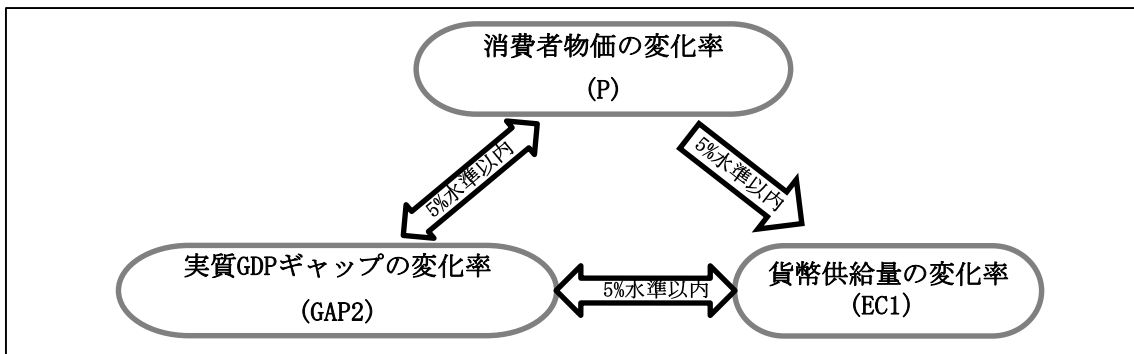 消費者物価の変化率
(P)
5%水準以内
5%水準以内
実質GDPギャップの変化率
(GAP2)
5%水準以内
貨幣供給量の変化率
(EC1)